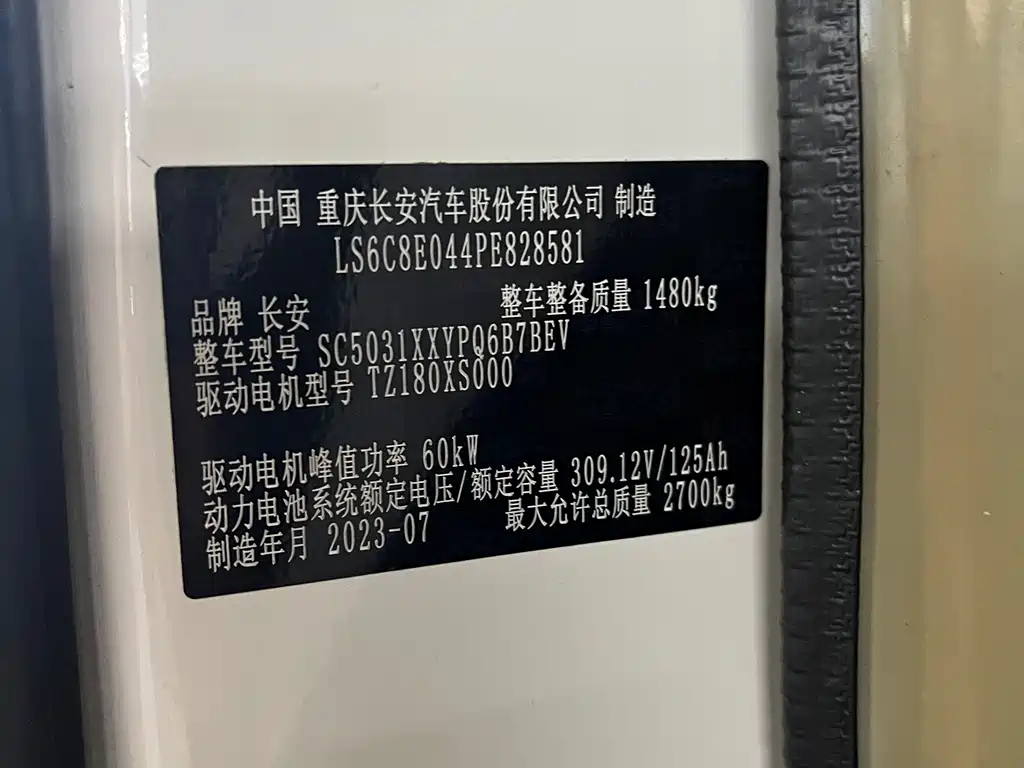 中国 重庆长安汽车股份有限公司 制造
LS6C8E044PE828581
品牌 长安 整车整备质量 1480kg
整车型号 SC5031XXYPQ6B7BEV
驱动电机型号 TZ180XS000
驱动电机峰值功率 60kW
动力电池系统额定电压/额定容量 309.12V/125Ah
制造年月 2023-07 最大允许总质量 2700kg